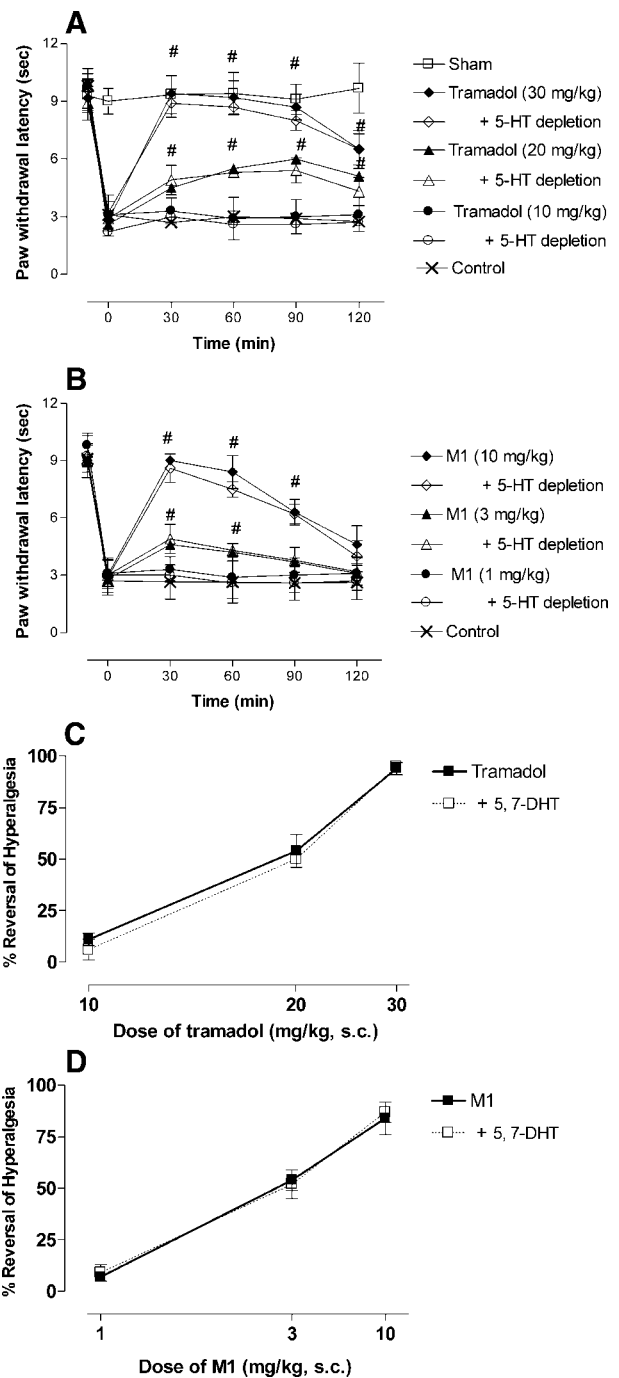 A
Paw withdrawal latency (sec)
12
9
6
3
0
# # #
#
# # #
#
0 30 60 90 120
Time (min)
Sham
Tramadol (30 mg/kg)
+ 5-HT depletion
Tramadol (20 mg/kg)
+ 5-HT depletion
Tramadol (10 mg/kg)
+ 5-HT depletion
Control
B
Paw withdrawal latency (sec)
12
9
6
3
0
# # #
# #
0 30 60 90 120
Time (min)
M1 (10 mg/kg)
+ 5-HT depletion
M1 (3 mg/kg)
+ 5-HT depletion
M1 (1 mg/kg)
+ 5-HT depletion
Control
C
% Reversal of Hyperalgesia
100
75
50
25
0
10 20 30
Dose of tramadol (mg/kg, s.c.)
Tramadol
+ 5, 7-DHT
D
% Reversal of Hyperalgesia
100
75
50
25
0
1 3 10
Dose of M1 (mg/kg, s.c.)
M1
+ 5, 7-DHT